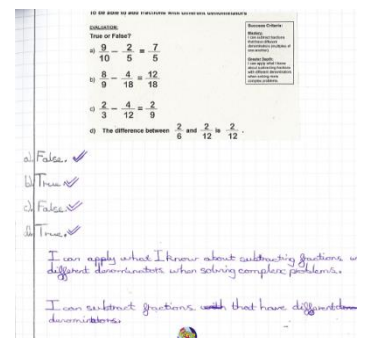 To be able to add fractions with different denominators
EVALUATION:
True or False?
a) 9/10 - 2/5 = 7/5
b) 8/9 - 4/18 = 12/18
c) 2/3 - 4/12 = 2/9
d) The difference between 2/6 and 2/12 is 2/12 .
Success Criteria:
Mastery
I can subtract fractions
that have different
denominators (multiples of
one another)
Greater Depth
I can apply what I know
about subtracting fractions
with different denominators
when solving more
complex problems.
a) False.
b) True
c) False
d) True.
I can apply what I know about subtracting fractions w
different denominators when solving complex problems.
I can subtract fractions that have different
denominators.